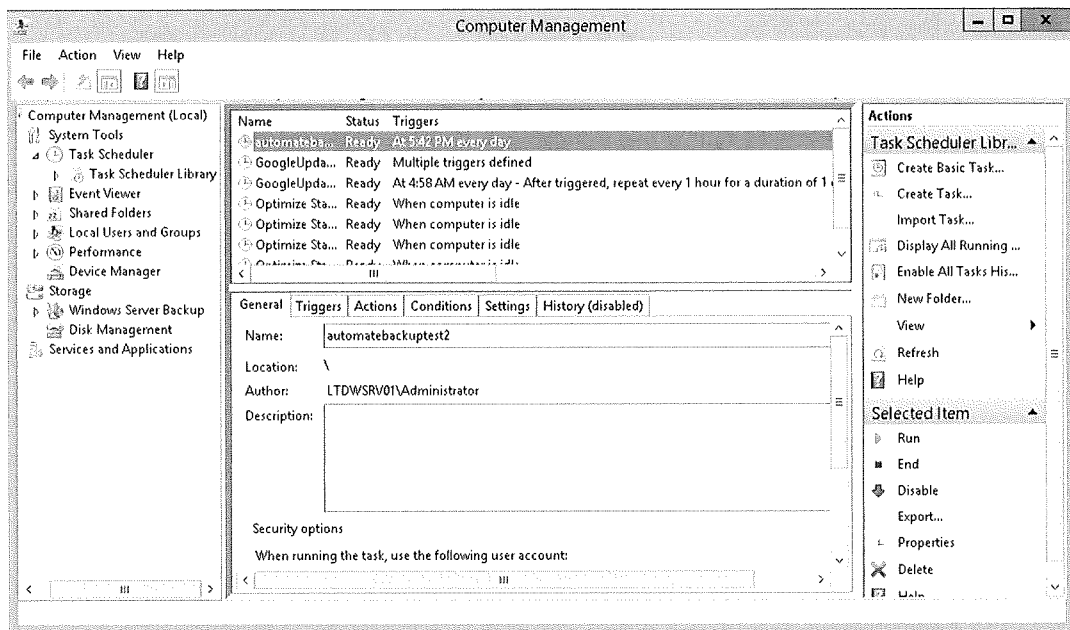 Computer Management
File Action View Help
Computer Management (Local)
System Tools
Task Scheduler
Task Scheduler Library
Event Viewer
Shared Folders
Local Users and Groups
Performance
Device Manager
Storage
Windows Server Backup
Disk Management
Services and Applications
Name Status Triggers
automateba... Ready At 5:42 PM every day
GoogleUpda... Ready Multiple triggers defined
GoogleUpda... Ready At 4:58 AM every day - After triggered, repeat every 1 hour for a duration of 1
Optimize Sta... Ready When computer is idle
Optimize Sta... Ready When computer is idle
Optimize Sta... Ready When computer is idle
General Triggers Actions Conditions Settings History (disabled)
Name: automatebackuptest2
Location: \
Author: LTDWSRV01\Administrator
Description:
Security options
When running the task, use the following user account:
Actions
Task Scheduler Libr...
Create Basic Task...
Create Task...
Import Task...
Display All Running ...
Enable All Tasks His...
New Folder...
View
Refresh
Help
Selected Item
Run
End
Disable
Export...
Properties
Delete
Help